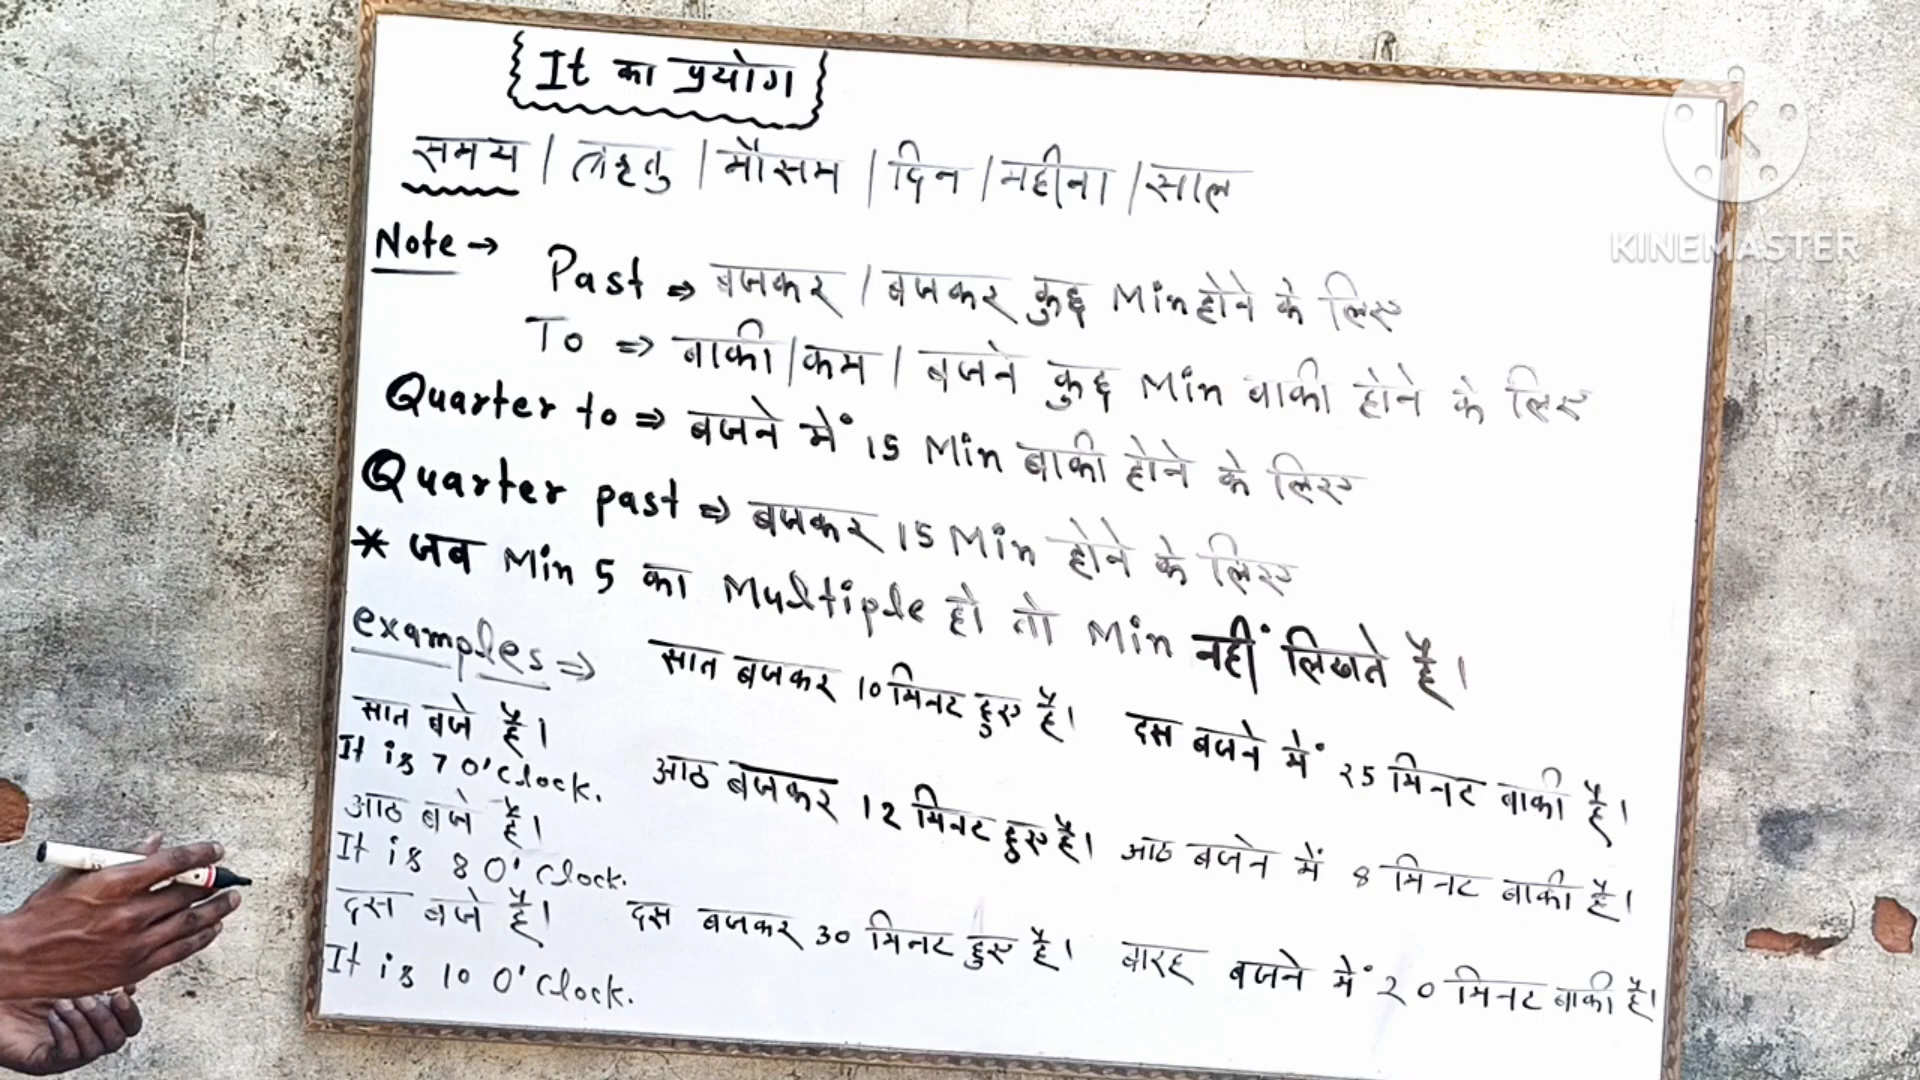 It का प्रयोग
समय / ऋतु / मौसम / दिन / महीना / साल
Note → Past ⇒ बजकर / बजकर कुछ Min होने के लिए
To ⇒ बाकी / कम / बजने कुछ Min बाकी होने के लिए
Quarter to ⇒ बजने में 15 Min बाकी होने के लिए
Quarter past ⇒ बजकर 15 Min होने के लिए
* जब Min 5 का Multiple हो तो Min नहीं लिखते है।
examples ⇒
सात बजे है।
It is 7 O'Clock.
आठ बजे है।
It is 8 O'Clock.
दस बजे है।
It is 10 O'Clock.
सात बजकर 10 मिनट हुए है।
आठ बजकर 12 मिनट हुए है।
दस बजकर 30 मिनट हुए है।
दस बजने में 25 मिनट बाकी है।
आठ बजने में 8 मिनट बाकी है।
बारह बजने में 20 मिनट बाकी है।
KINEMASTER